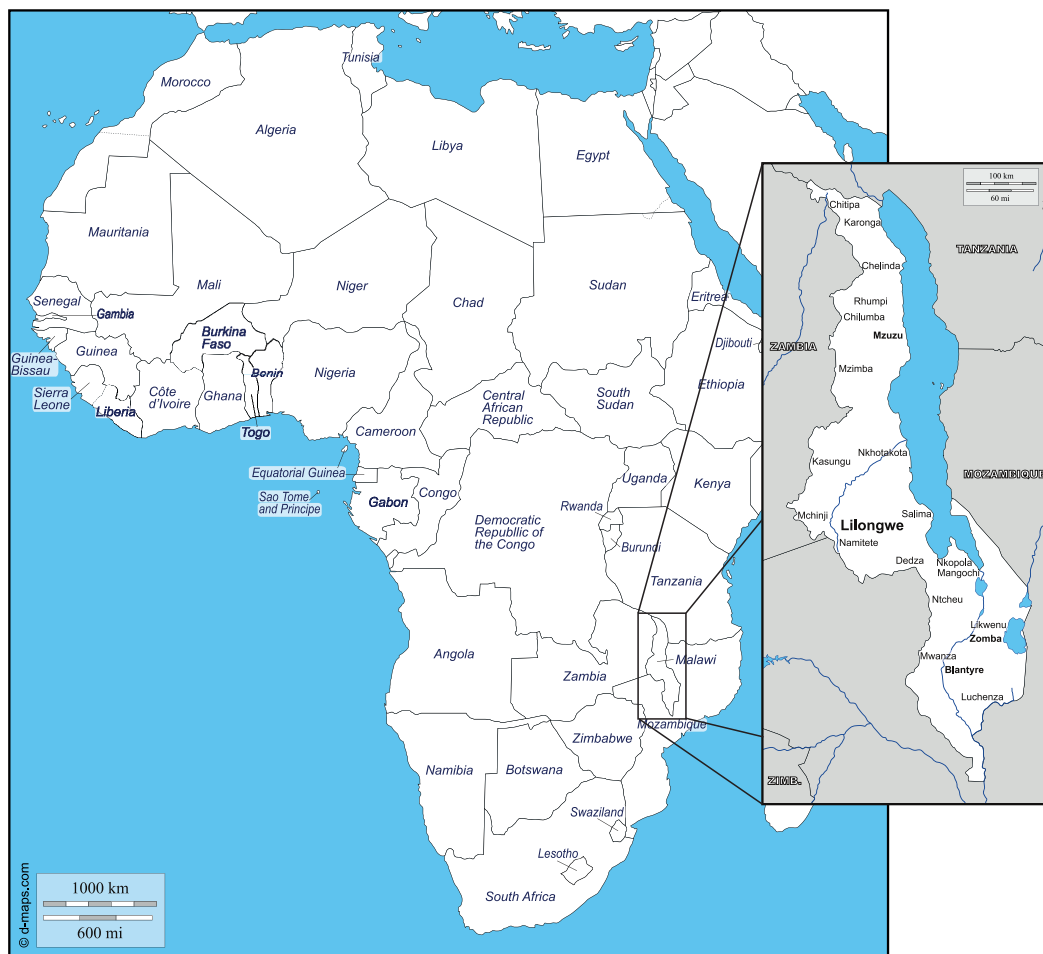 Tunisia
Morocco
Algeria
Libya
Egypt
Mauritania
Mali
Niger
Chad
Sudan
Eritrea
Senegal
Gambia
Burkina
Faso
Djibouti
Guinea
Guinea-
Bissau
Bonin
Nigeria
Ethiopia
Sierra
Leone
Côte
d'Ivoire
Ghana
Central
African
Republic
South
Sudan
Liberia
Togo
Cameroon
Equatorial Guinea
Uganda
Kenya
Sao Tome
and Principe
Gabon
Congo
Rwanda
Democratic
Republlic of
the Congo
Burundi
Tanzania
Angola
Malawi
Zambia
Mozambique
Zimbabwe
Namibia
Botswana
Swaziland
Lesotho
South Africa
1000 km
600 mi
© d-maps.com
100 km
60 mi
Chitipa
Karonga
TANZANIA
Chelinda
Rhumpi
Chilumba
Mzuzu
ZAMBIA
Mzimba
Nkhotakota
Kasungu
MOZAMBIQUE
Mchinji
Salima
Lilongwe
Namitete
Dedza
Nkopola
Mangochi
Ntcheu
Likwenu
Zomba
Mwanza
Blantyre
Luchenza
ZIMB.